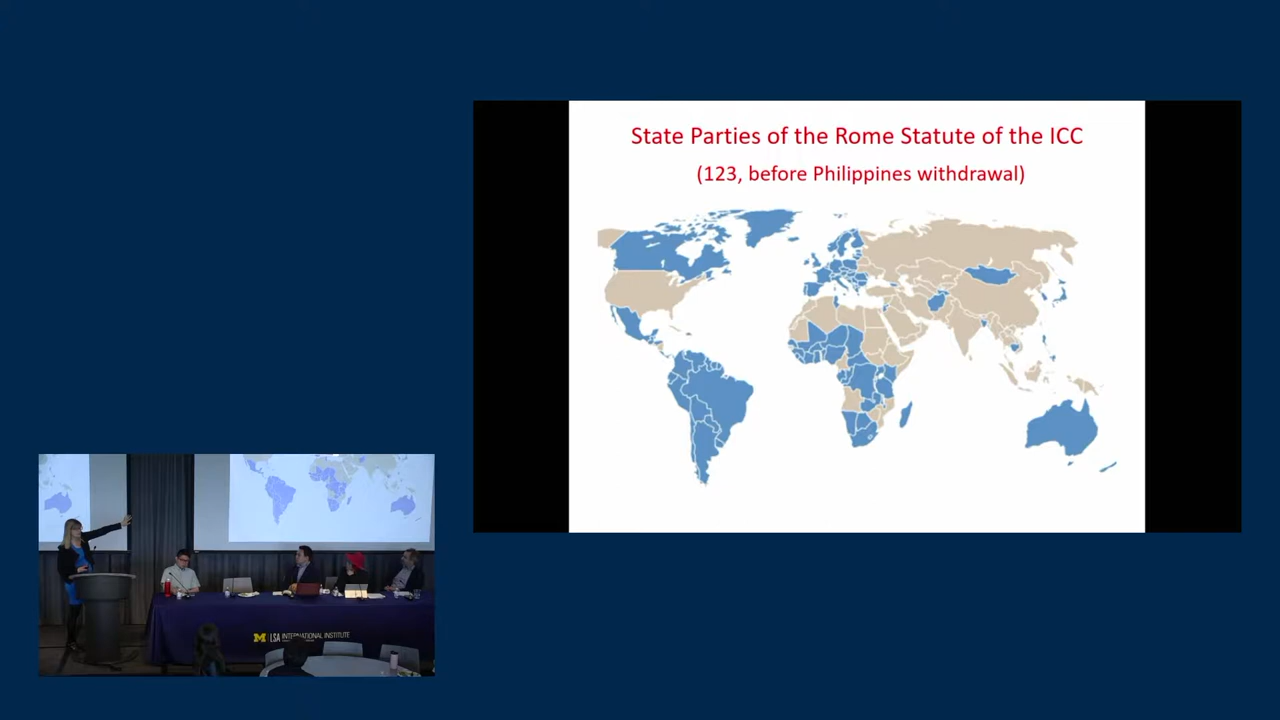 State Parties of the Rome Statute of the ICC
(123, before Philippines withdrawal)
M LSA INTERNATIONAL INSTITUTE